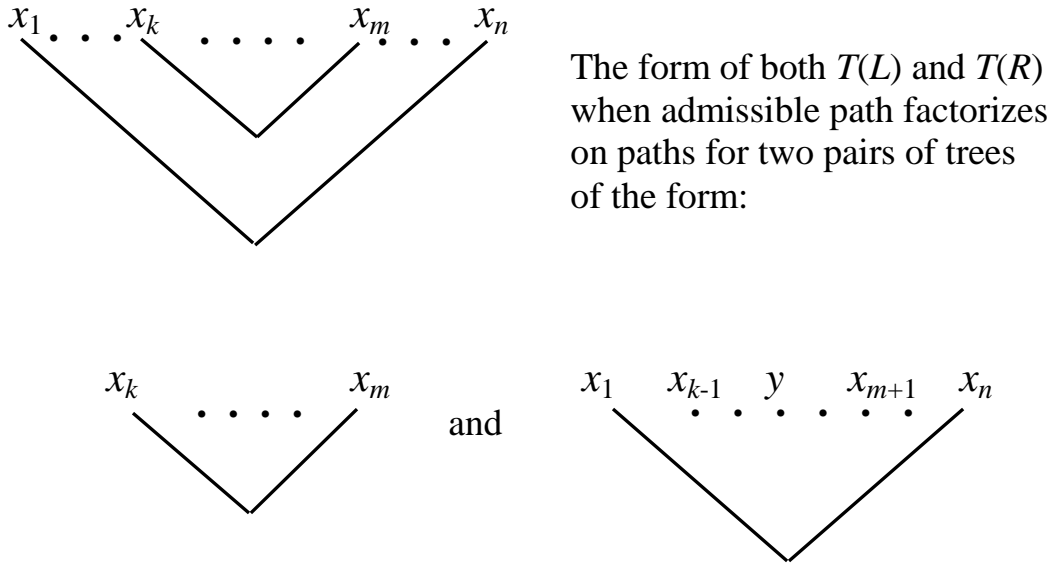 x₁ . . . xₖ . . . . xₘ . . . xₙ
The form of both T(L) and T(R)
when admissible path factorizes
on paths for two pairs of trees
of the form:
xₖ . . . . xₘ
and
x₁ xₖ₋₁ y xₘ₊₁ xₙ
. . . . . .